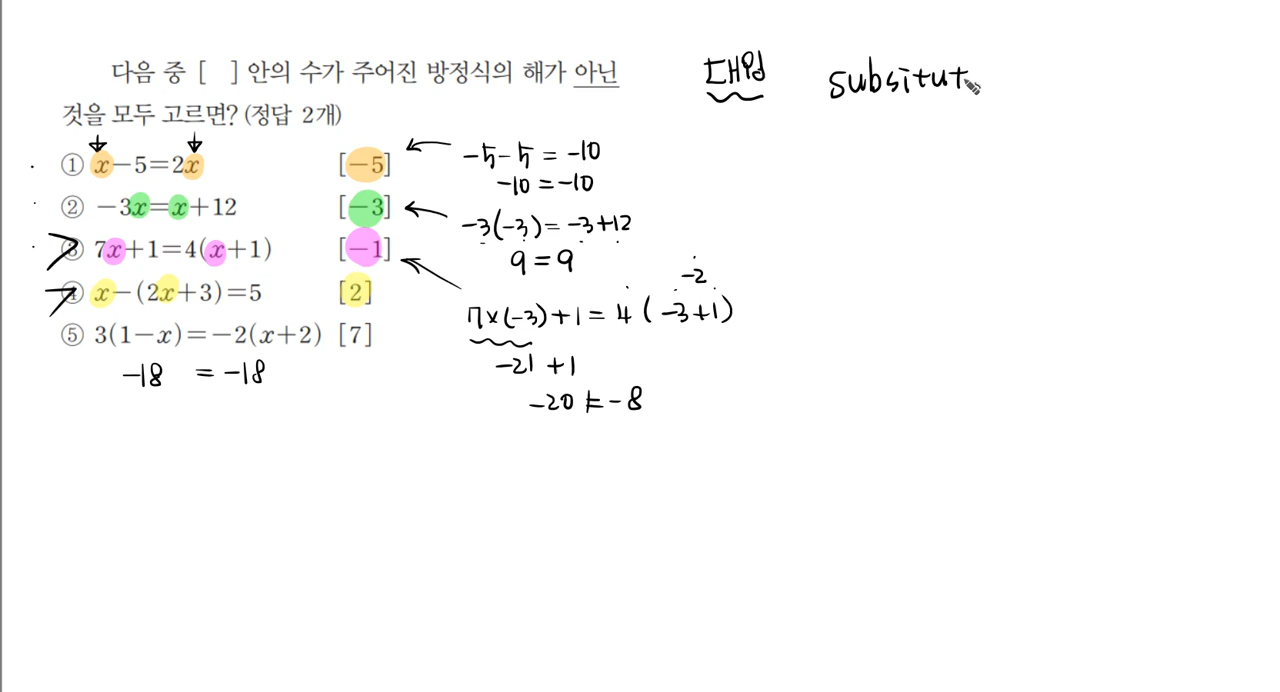 다음 중 [ ] 안의 수가 주어진 방정식의 해가 아닌
것을 모두 고르면? (정답 2개)
① x-5=2x [-5]
② -3x=x+12 [-3]
③ 7x+1=4(x+1) [-1]
④ x-(2x+3)=5 [2]
⑤ 3(1-x)=-2(x+2) [7]
-18 = -18
대입 subsitut
-5-5 = -10
-10 = -10
-3(-3) = -3+12
9 = 9
-2
7×(-3)+1 = 4(-3+1)
-21 +1
-20 ≠ -8